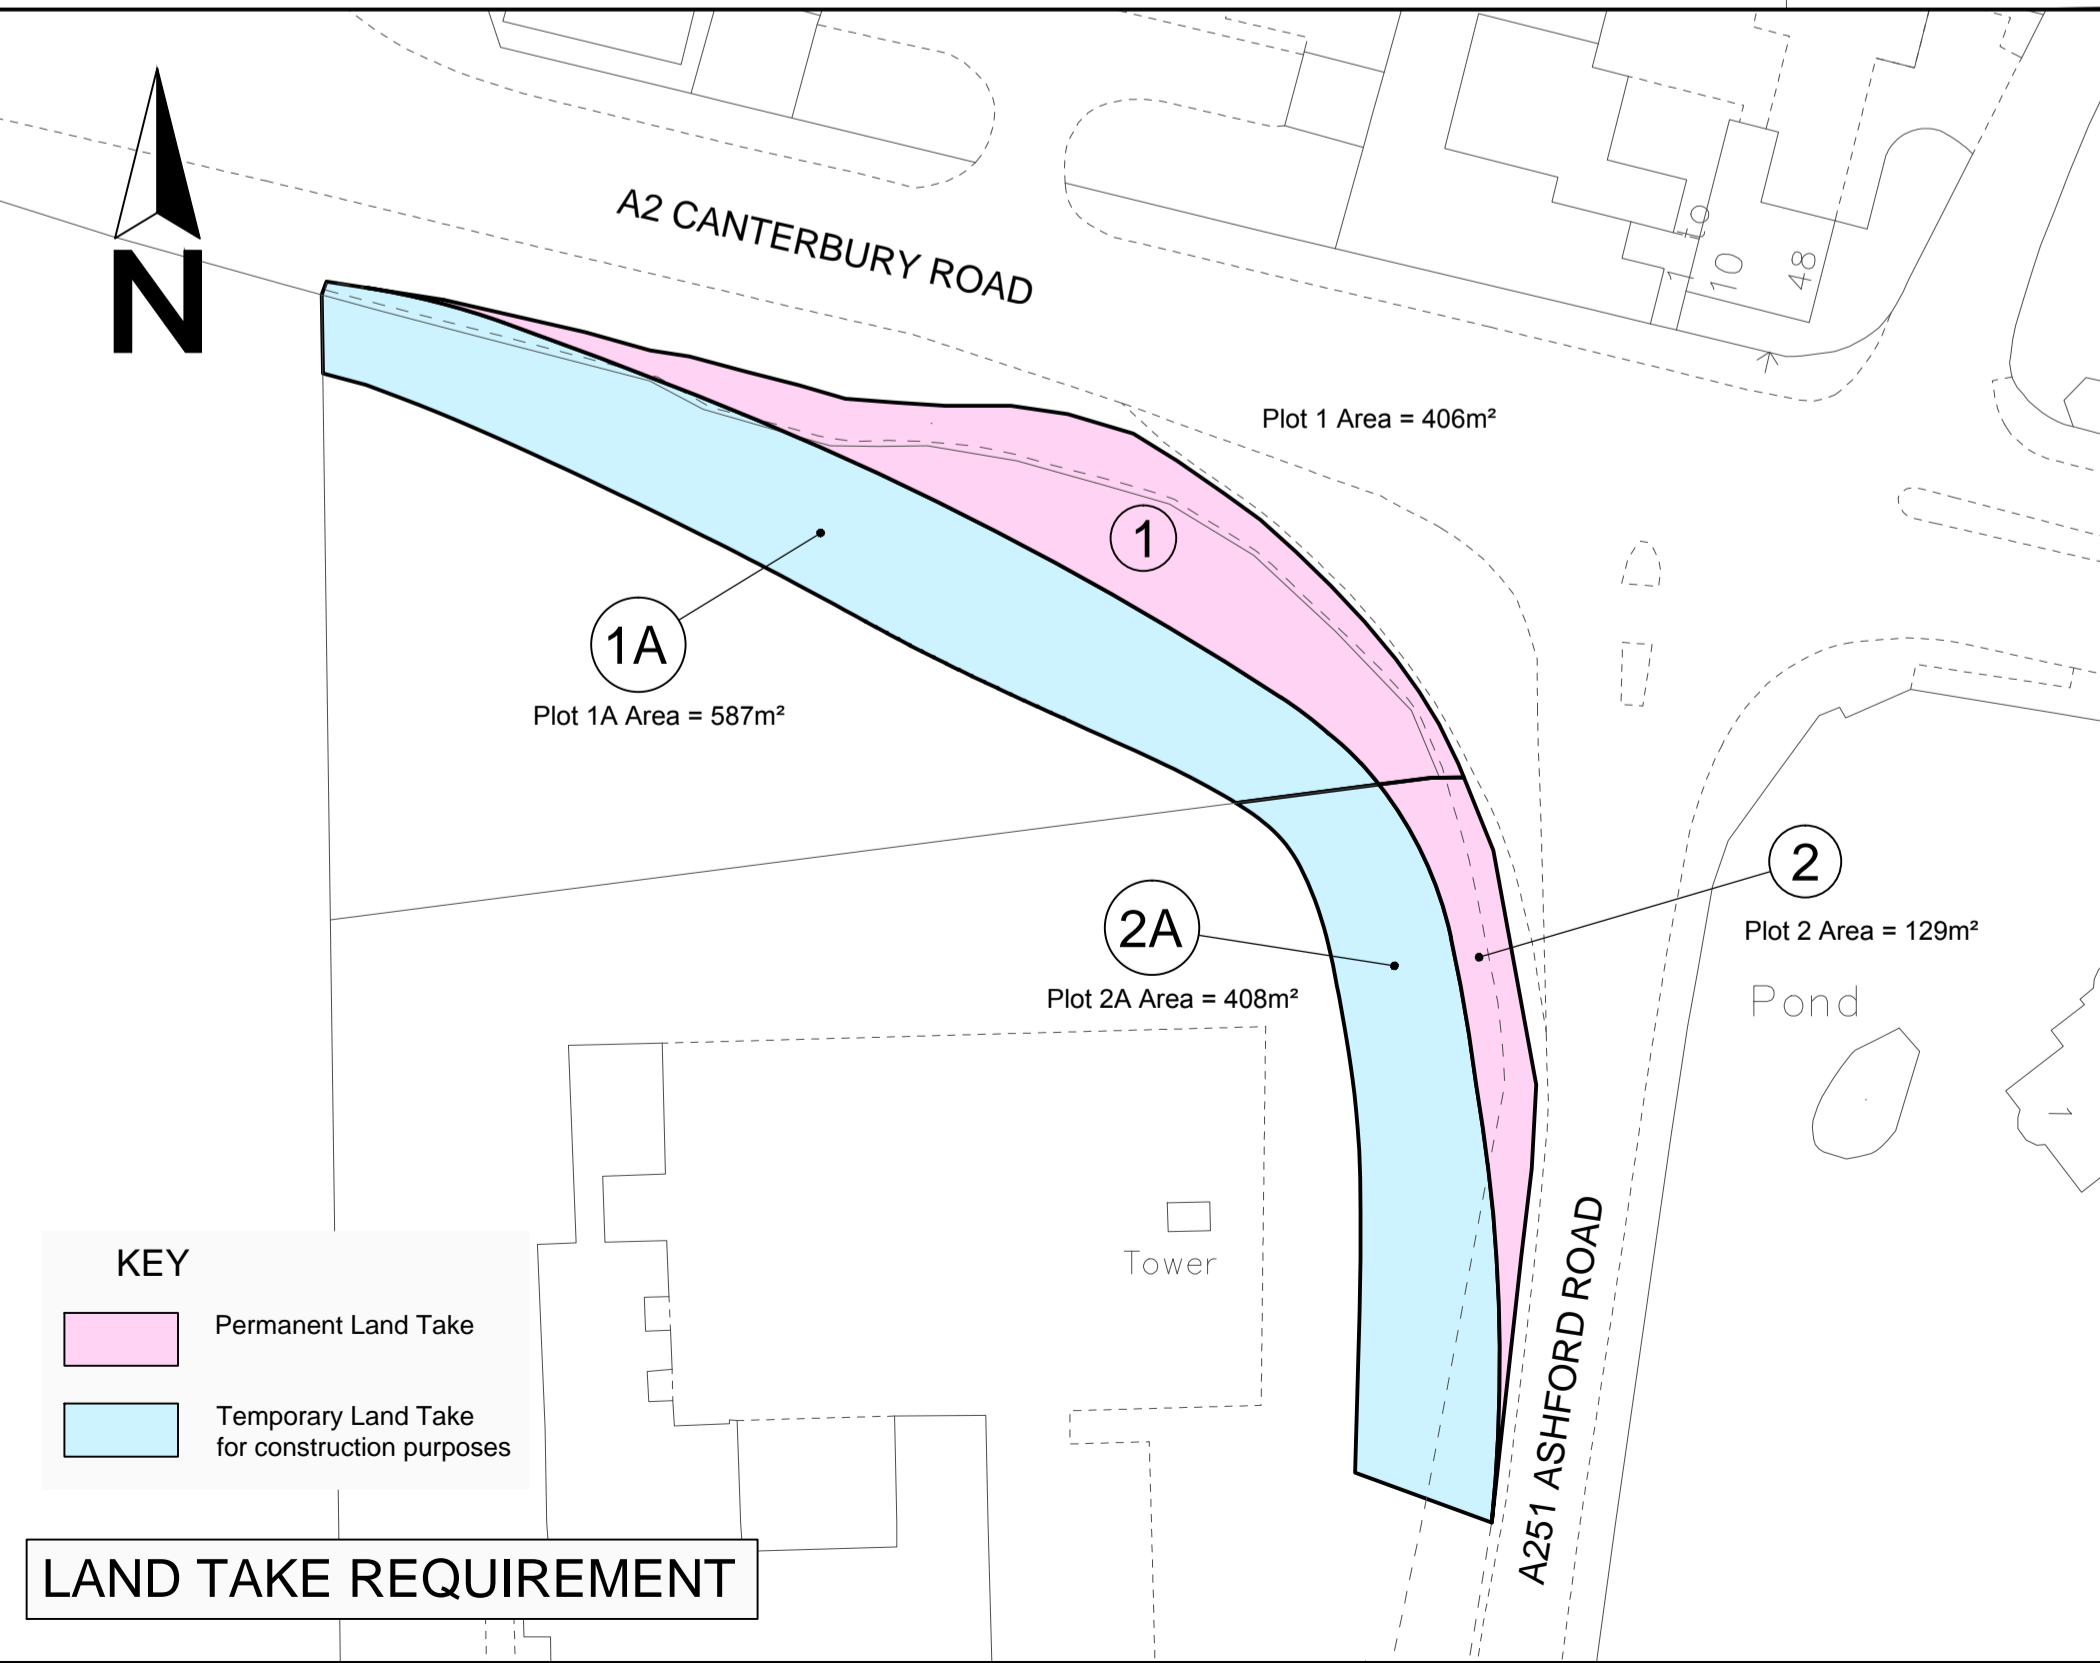 N
A2 CANTERBURY ROAD
10
48
Plot 1 Area = 406m²
1
1A
Plot 1A Area = 587m²
2
Plot 2 Area = 129m²
2A
Plot 2A Area = 408m²
Pond
Tower
A251 ASHFORD ROAD
KEY
Permanent Land Take
Temporary Land Take
for construction purposes
LAND TAKE REQUIREMENT